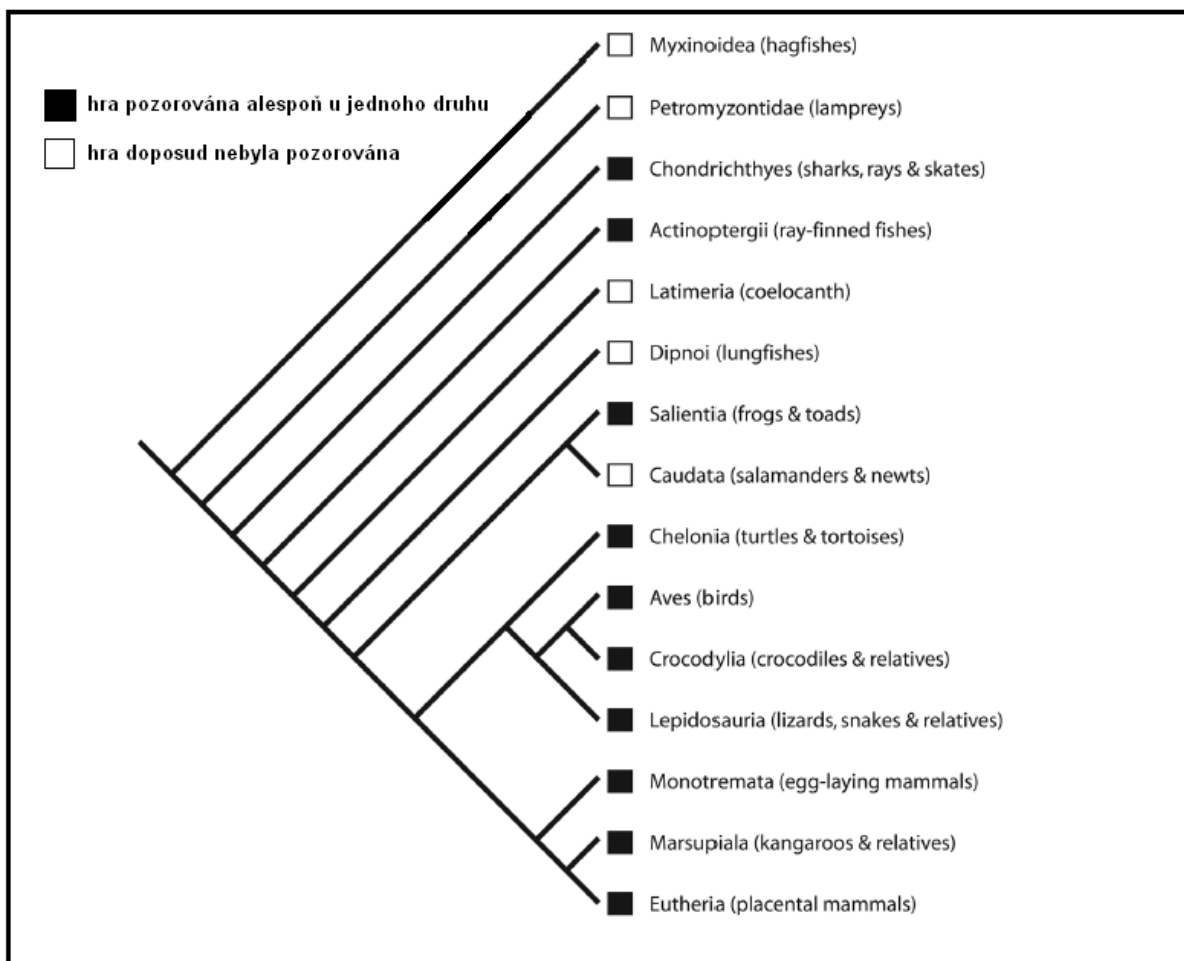 Myxinoidea (hagfishes)
hra pozorována alespoň u jednoho druhu
Petromyzontidae (lampreys)
hra doposud nebyla pozorována
Chondrichthyes (sharks, rays & skates)
Actinoptergii (ray-finned fishes)
Latimeria (coelocanth)
Dipnoi (lungfishes)
Salientia (frogs & toads)
Caudata (salamanders & newts)
Chelonia (turtles & tortoises)
Aves (birds)
Crocodylia (crocodiles & relatives)
Lepidosauria (lizards, snakes & relatives)
Monotremata (egg-laying mammals)
Marsupiala (kangaroos & relatives)
Eutheria (placental mammals)